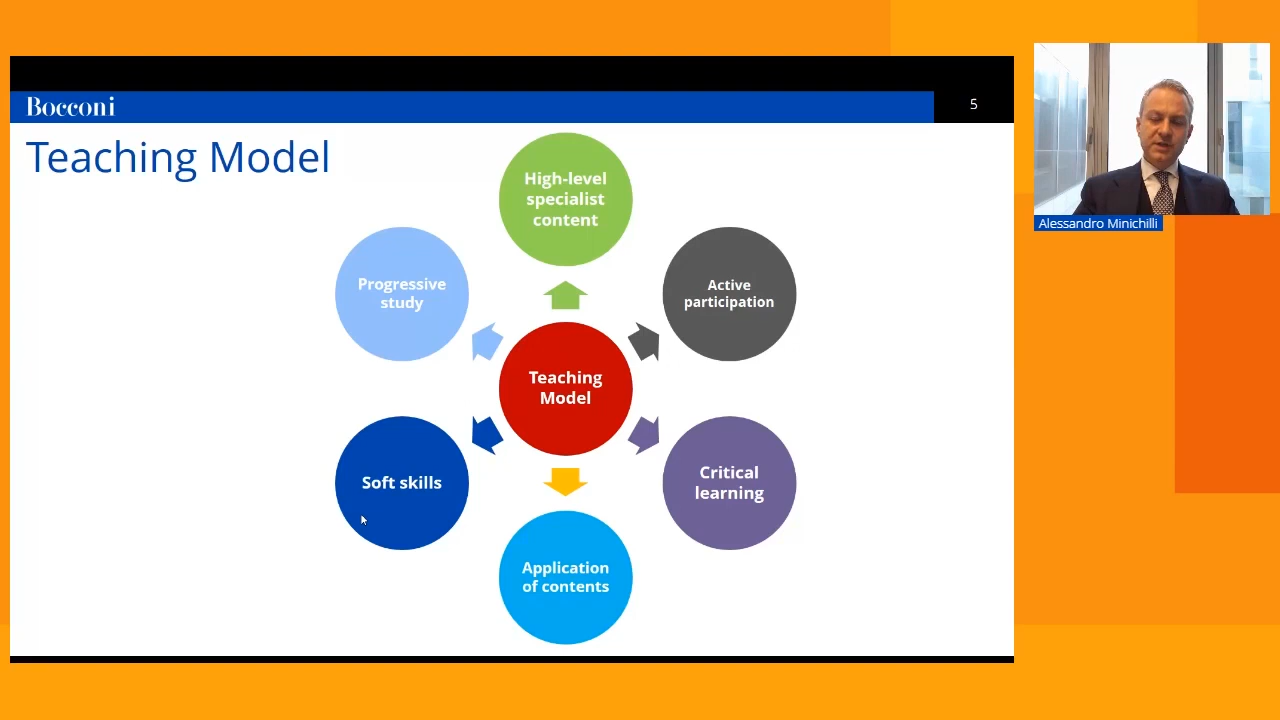 Bocconi
5
Teaching Model
High-level
specialist
content
Progressive
study
Active
participation
Teaching
Model
Soft skills
Critical
learning
Application
of contents
Alessandro Minichilli